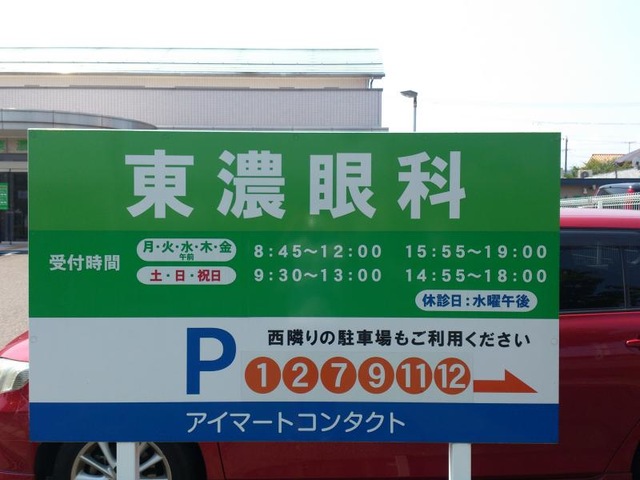 東濃眼科
受付時間
月・火・水・木・金 8:45～12:00 15:55～19:00
午前
土・日・祝日 9:30～13:00 14:55～18:00
休診日:水曜午後
西隣りの駐車場もご利用ください
P ① ② ⑦ ⑨ ⑪ ⑫
アイマートコンタクト